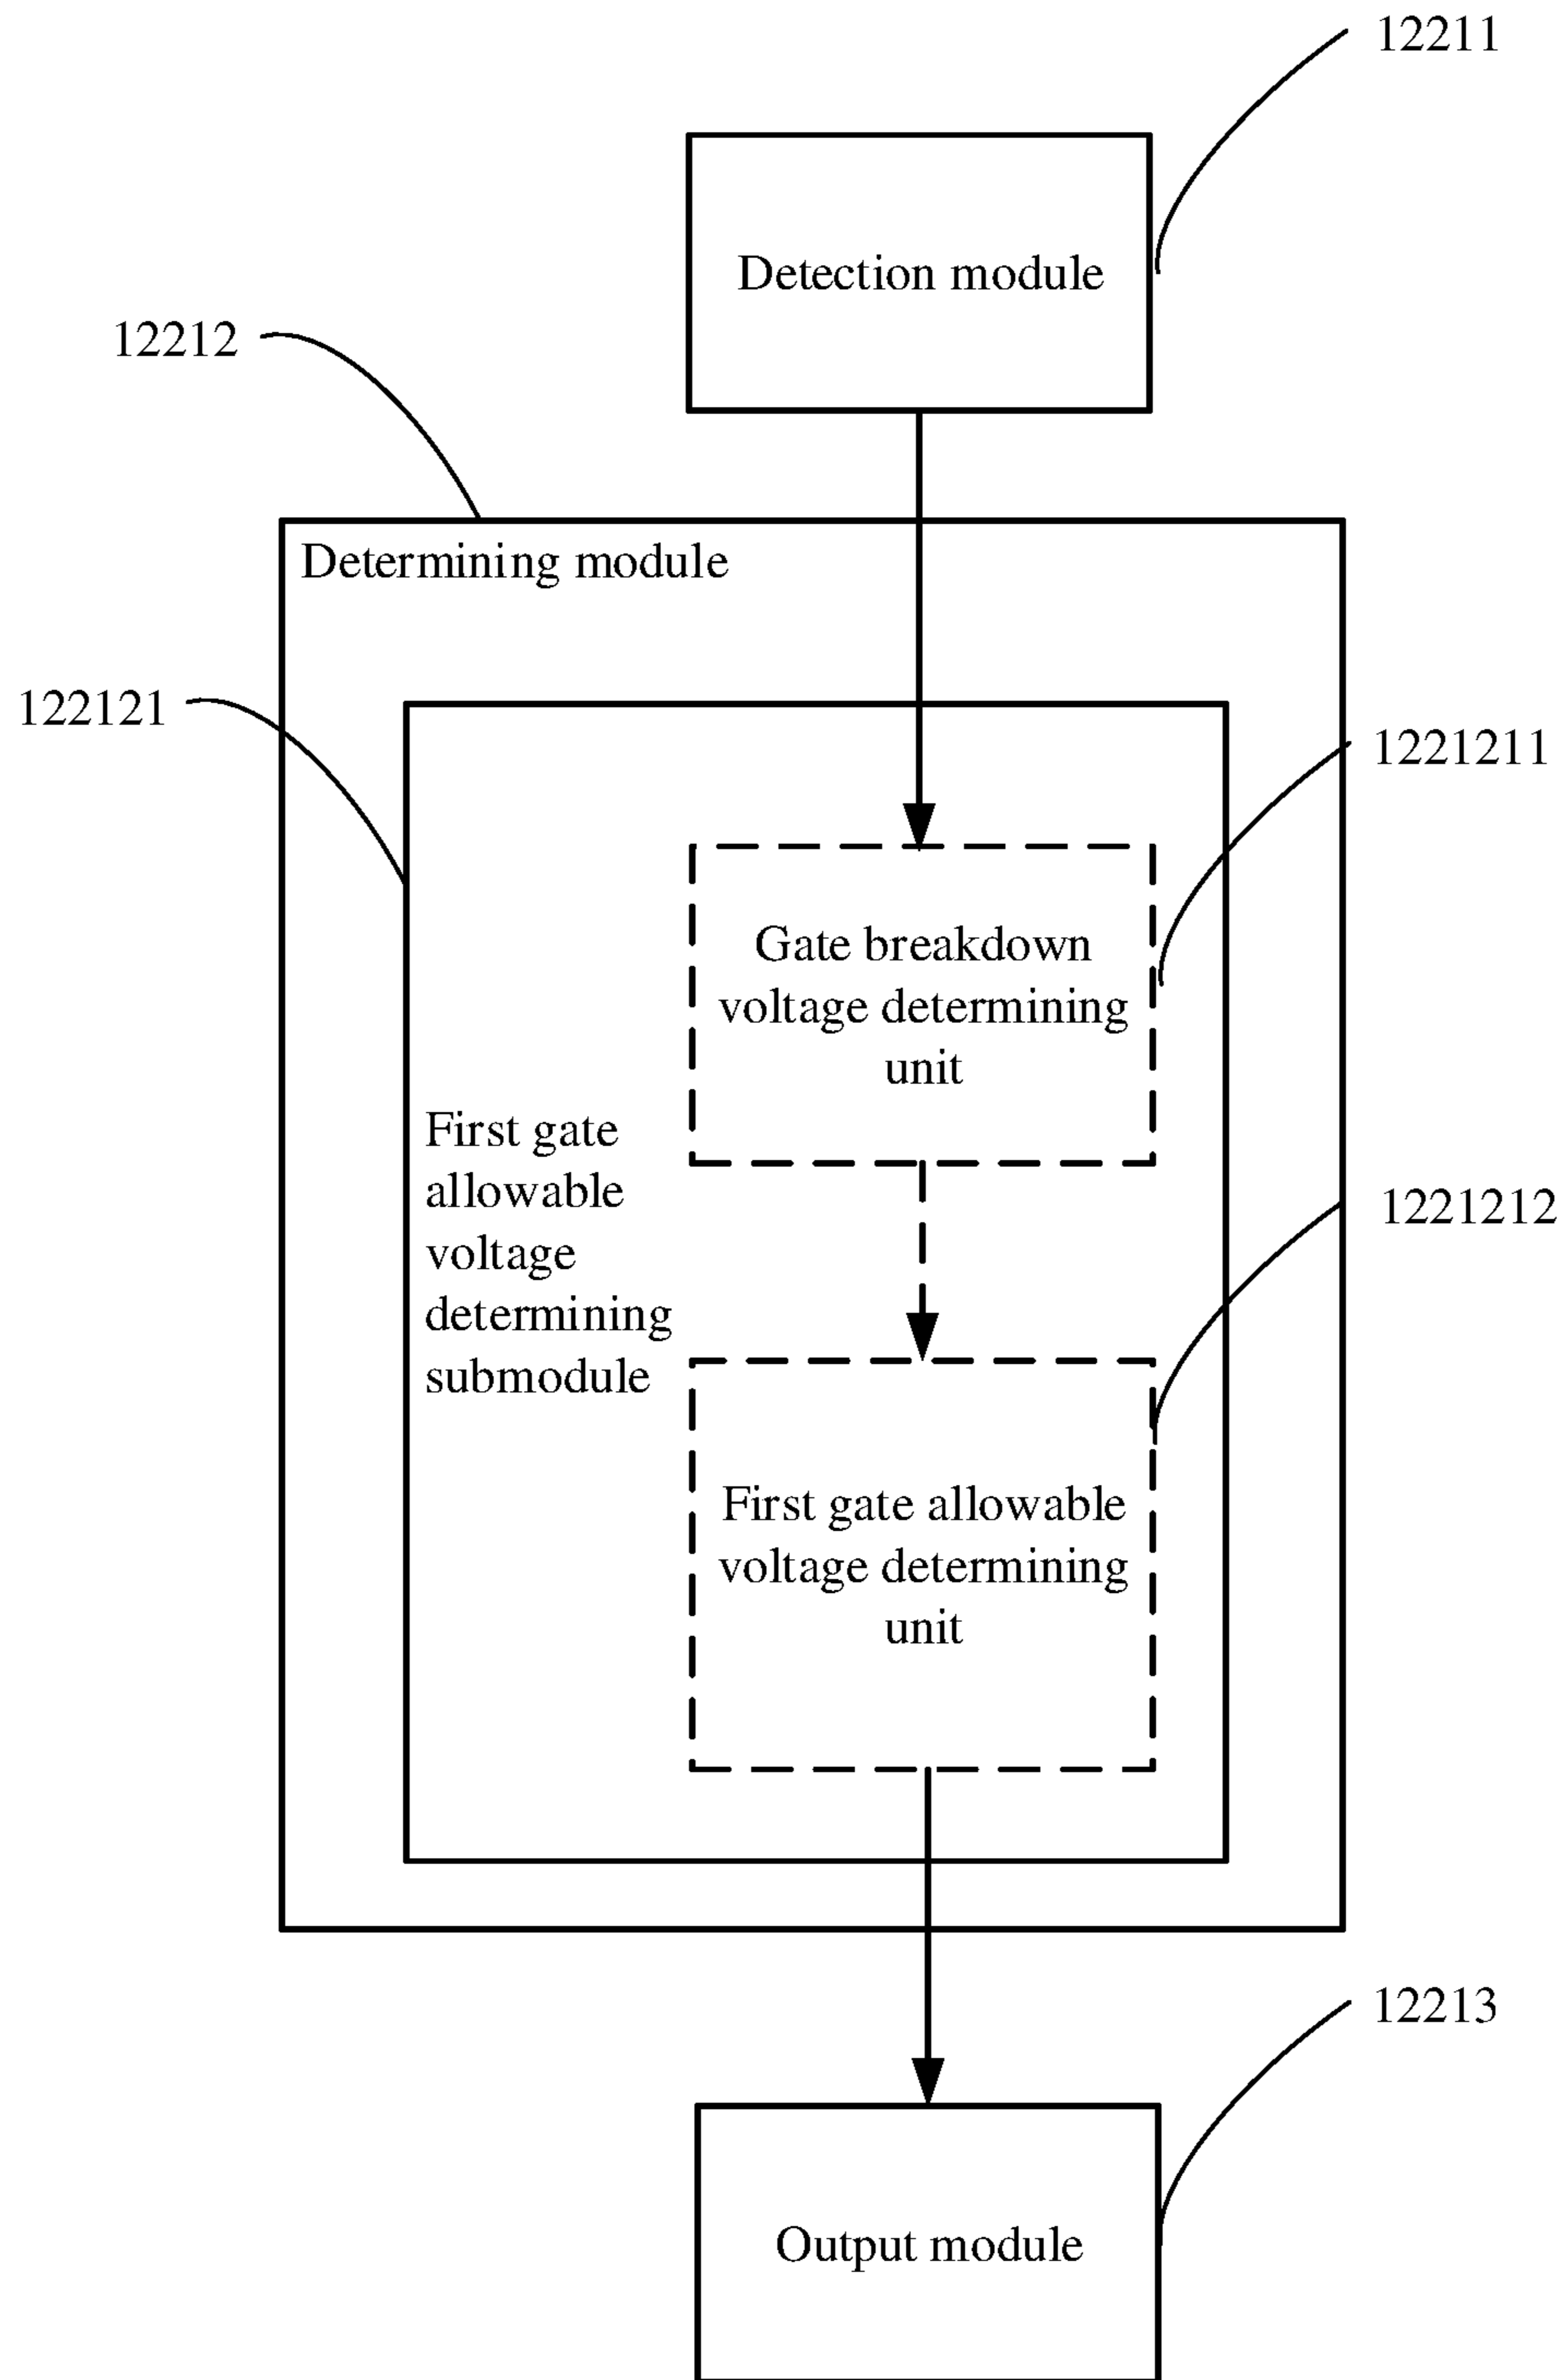 12211
Detection module
12212
Determining module
122121
1221211
Gate breakdown
voltage determining
unit
First gate
allowable
voltage
determining
submodule
1221212
First gate allowable
voltage determining
unit
12213
Output module